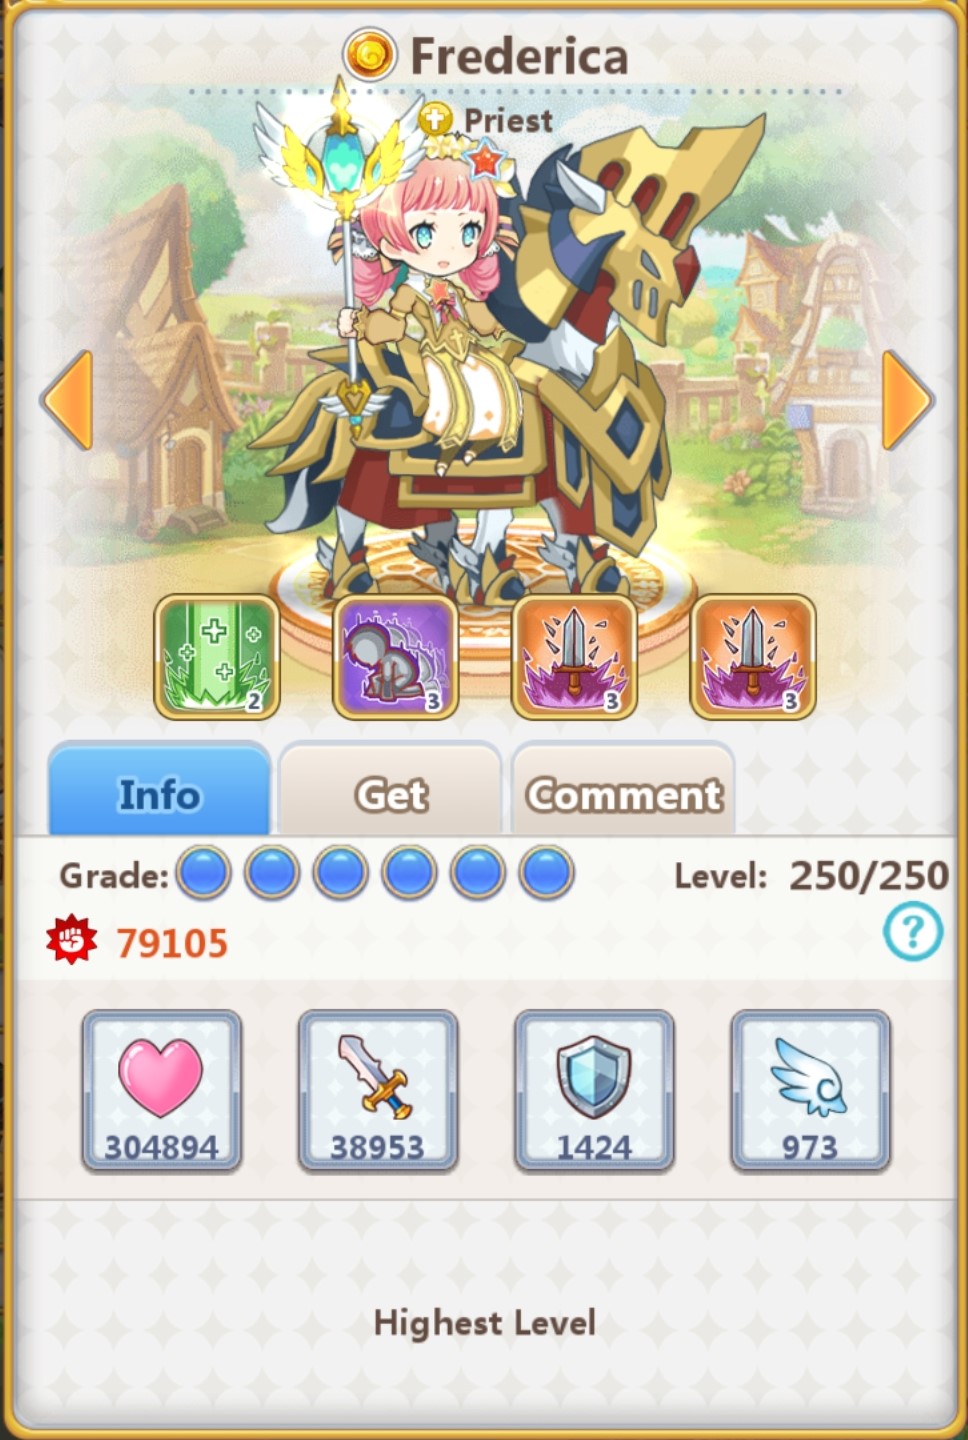 Frederica
Priest
2
3
3
3
Info
Get
Comment
Grade:
Level: 250/250
79105
?
304894
38953
1424
973
Highest Level